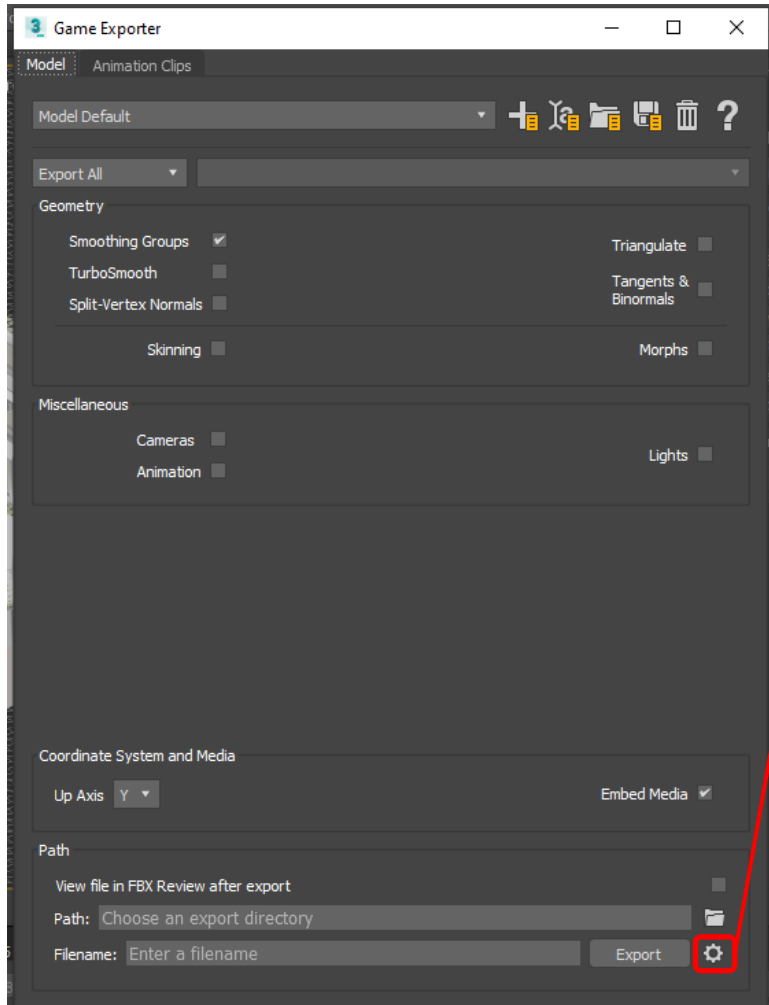 3 Game Exporter
Model Animation Clips
Model Default
Export All
Geometry
Smoothing Groups
Triangulate
TurboSmooth
Tangents &
Binormals
Split-Vertex Normals
Skinning
Morphs
Miscellaneous
Cameras
Lights
Animation
Coordinate System and Media
Up Axis Y
Embed Media
Path
View file in FBX Review after export
Path: Choose an export directory
Filename: Enter a filename
Export